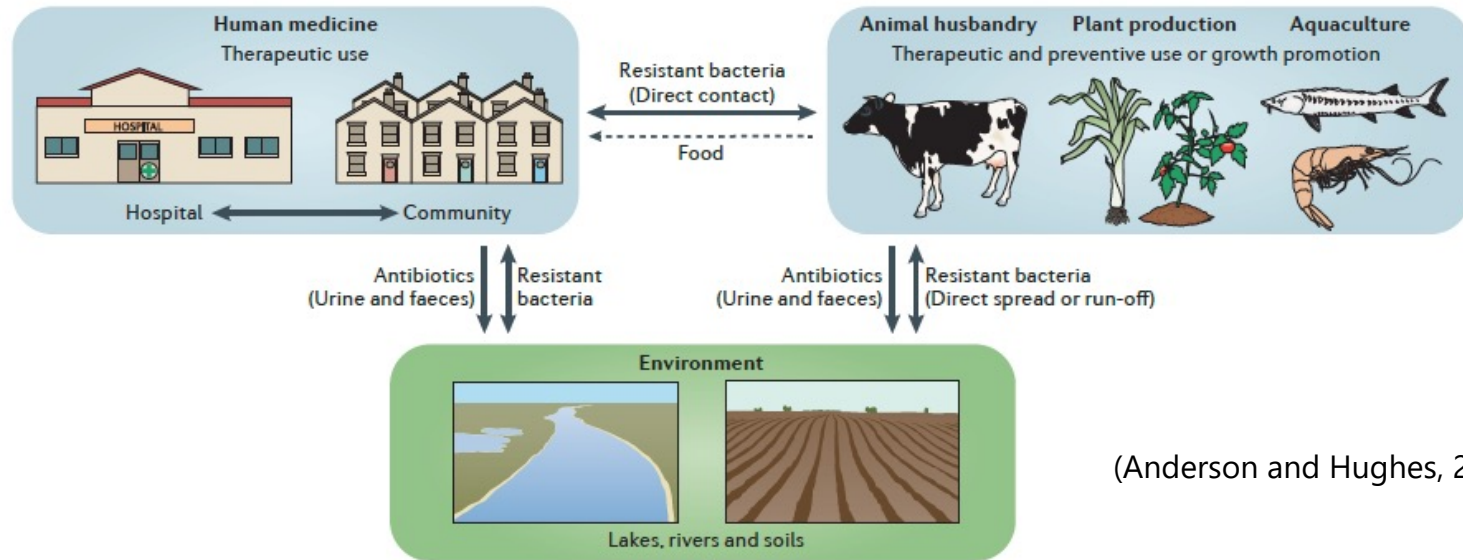 Human medicine
Therapeutic use
HOSPITAL
Hospital
Community
Resistant bacteria
(Direct contact)
Food
Animal husbandry
Plant production
Aquaculture
Therapeutic and preventive use or growth promotion
Antibiotics
(Urine and faeces)
Resistant
bacteria
Antibiotics
(Urine and faeces)
Resistant bacteria
(Direct spread or run-off)
Environment
Lakes, rivers and soils
(Anderson and Hughes, 2